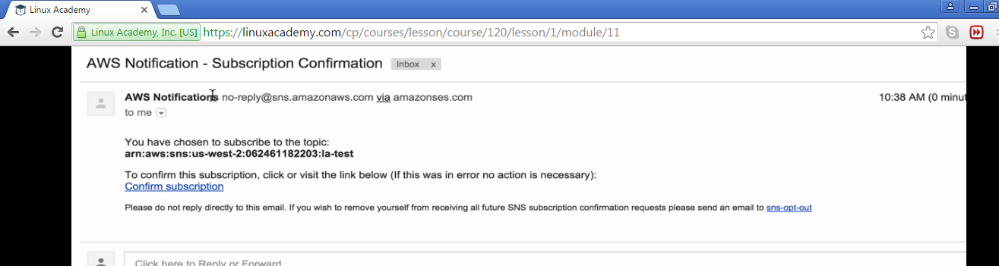 Linux Academy
Linux Academy, Inc. [US] https://linuxacademy.com/cp/courses/lesson/course/120/lesson/1/module/11
AWS Notification - Subscription Confirmation Inbox x
AWS Notifications no-reply@sns.amazonaws.com via amazonses.com 10:38 AM (0 minut
to me
You have chosen to subscribe to the topic:
arn:aws:sns:us-west-2:062461182203:la-test
To confirm this subscription, click or visit the link below (If this was in error no action is necessary):
Confirm subscription
Please do not reply directly to this email. If you wish to remove yourself from receiving all future SNS subscription confirmation requests please send an email to sns-opt-out
Click here to Reply or Forward